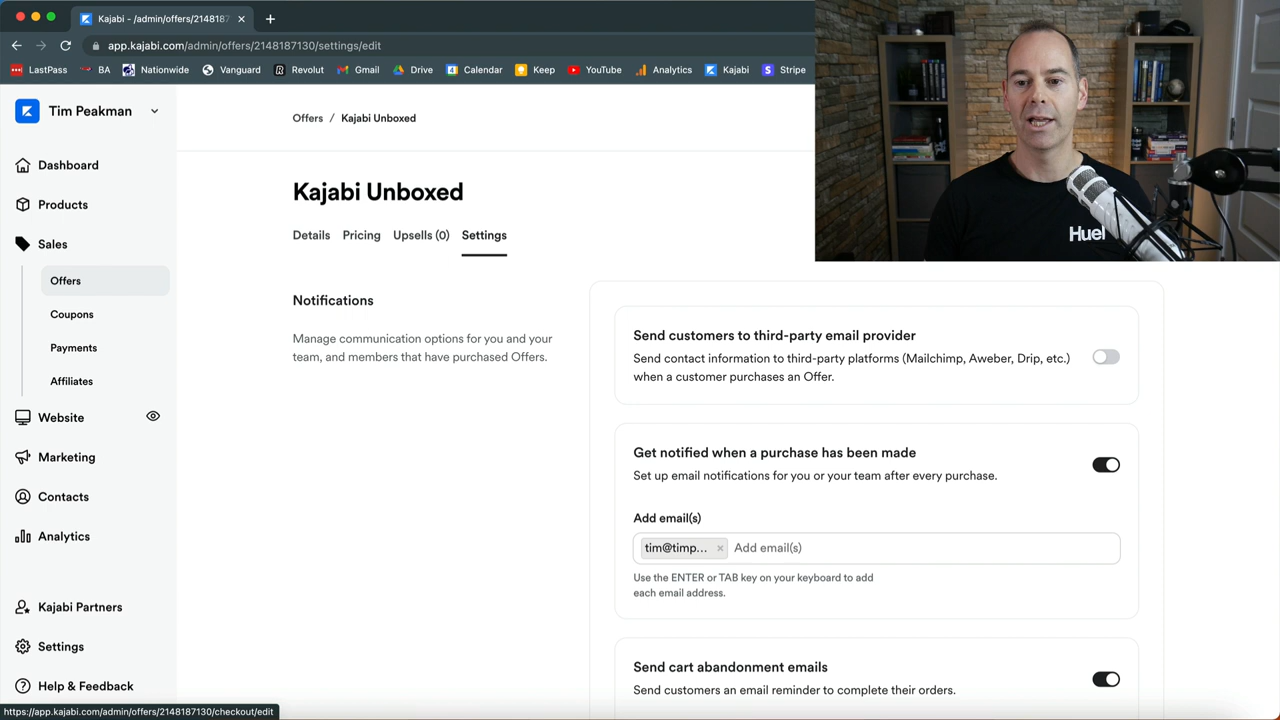 Kajabi - /admin/offers/21481871
app.kajabi.com/admin/offers/2148187130/settings/edit
LastPass BA Nationwide Vanguard Revolut Gmail Drive Calendar Keep YouTube Analytics Kajabi Stripe
Tim Peakman
Dashboard
Products
Sales
Offers
Coupons
Payments
Affiliates
Website
Marketing
Contacts
Analytics
Kajabi Partners
Settings
Help & Feedback
https://app.kajabi.com/admin/offers/2148187130/checkout/edit
Offers / Kajabi Unboxed
Kajabi Unboxed
Details Pricing Upsells (0) Settings
Notifications
Manage communication options for you and your
team, and members that have purchased Offers.
Send customers to third-party email provider
Send contact information to third-party platforms (Mailchimp, Aweber, Drip, etc.)
when a customer purchases an Offer.
Get notified when a purchase has been made
Set up email notifications for you or your team after every purchase.
Add email(s)
tim@timp... × Add email(s)
Use the ENTER or TAB key on your keyboard to add
each email address.
Send cart abandonment emails
Send customers an email reminder to complete their orders.
Huel